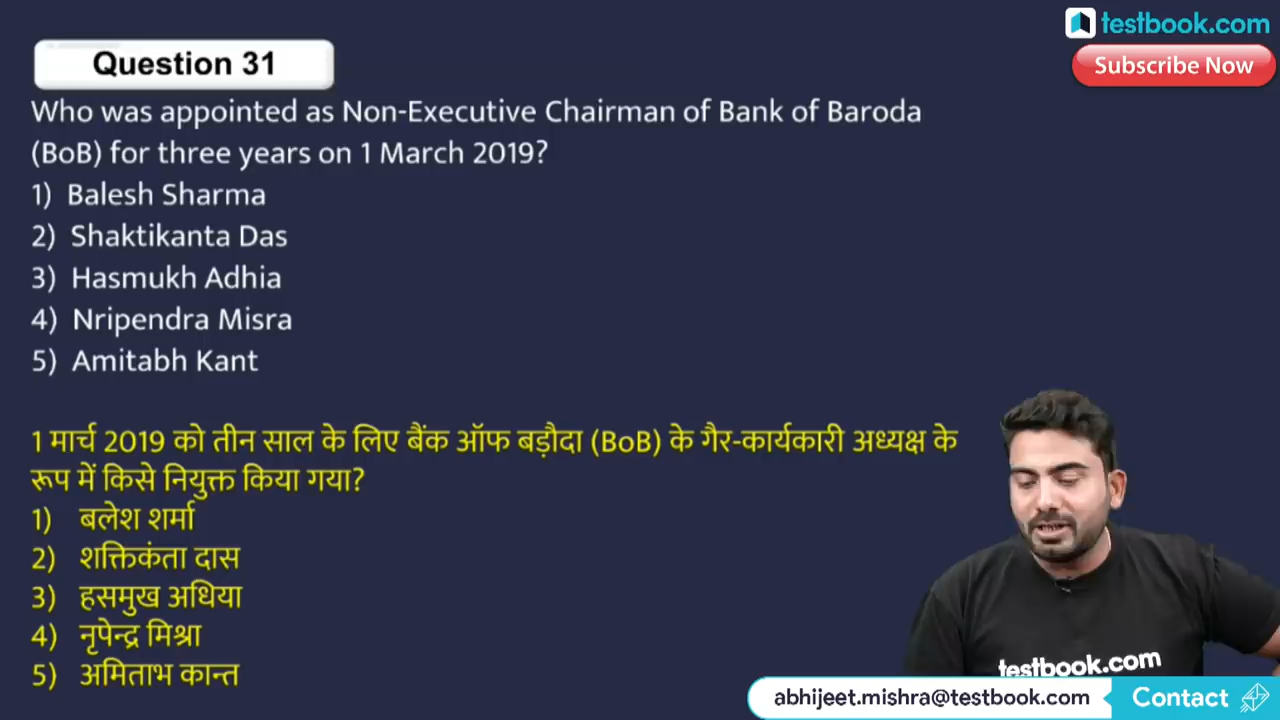 testbook.com
Subscribe Now
Question 31
Who was appointed as Non-Executive Chairman of Bank of Baroda
(BoB) for three years on 1 March 2019?
1) Balesh Sharma
2) Shaktikanta Das
3) Hasmukh Adhia
4) Nripendra Misra
5) Amitabh Kant
1 मार्च 2019 को तीन साल के लिए बैंक ऑफ बड़ौदा (BoB) के गैर-कार्यकारी अध्यक्ष के
रूप में किसे नियुक्त किया गया?
1) बलेश शर्मा
2) शक्तिकंता दास
3) हसमुख अधिया
4) नृपेन्द्र मिश्रा
5) अमिताभ कान्त
testbook.com
abhijeet.mishra@testbook.com
Contact